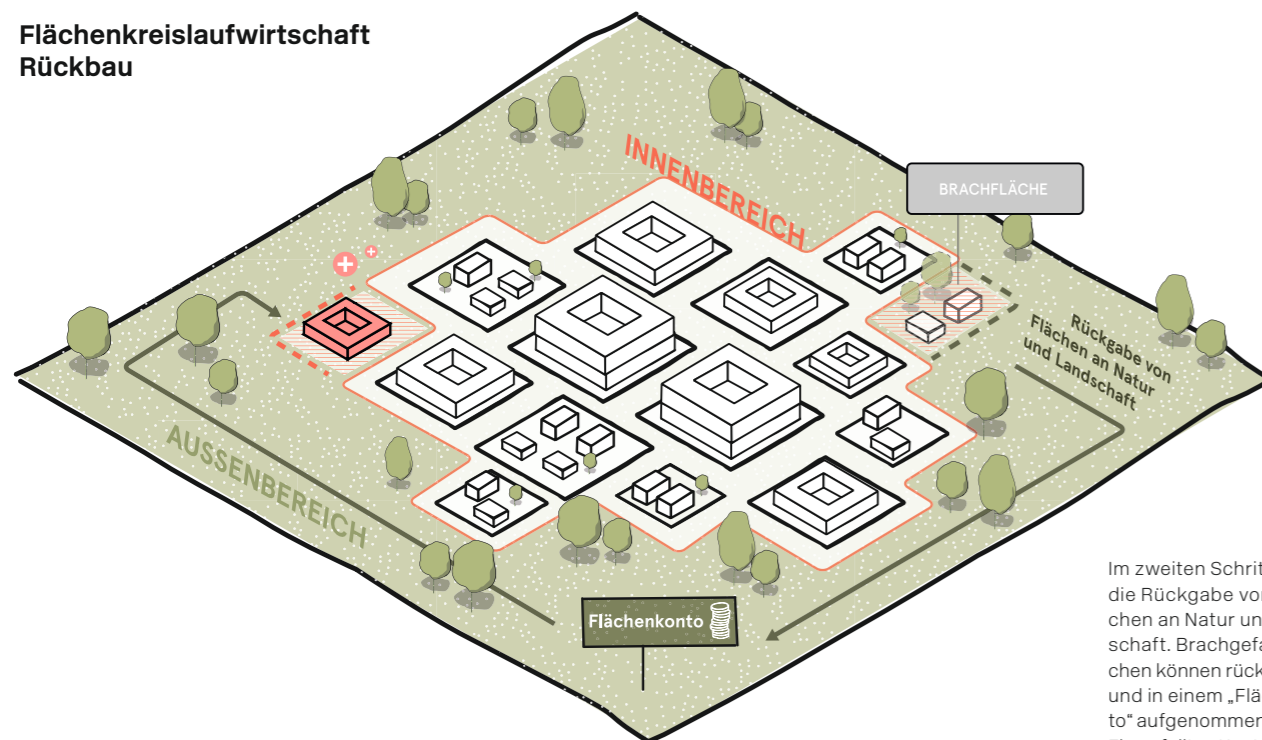 Flächenkreislaufwirtschaft
Rückbau
INNENBEREICH
BRACHFLÄCHE
Rückgabe von
Flächen an Natur
und Landschaft
AUSSENBEREICH
Flächenkonto
Im zweiten Schrit
die Rückgabe vor
chen an Natur un
schaft. Brachgefa
chen können rück
und in einem „Flä
to“ aufgenommen